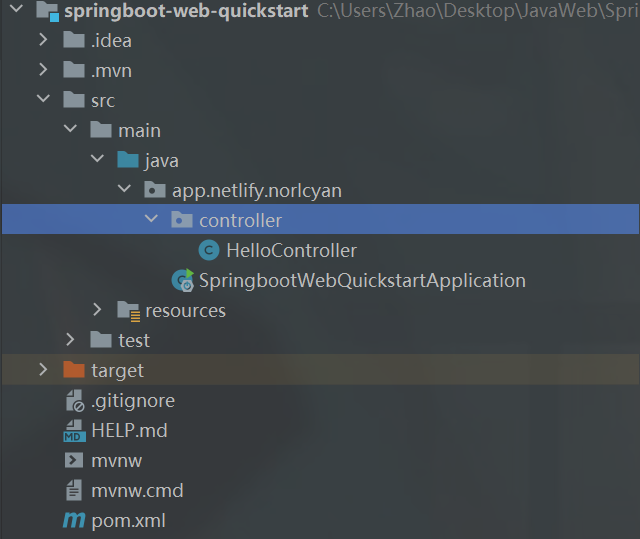 springboot-web-quickstart C:\Users\Zhao\Desktop\JavaWeb\Spri
.idea
.mvn
src
main
java
app.netlify.norlcyan
controller
C HelloController
SpringbootWebQuickstartApplication
resources
test
target
.gitignore
MD HELP.md
mvnw
mvnw.cmd
m pom.xml